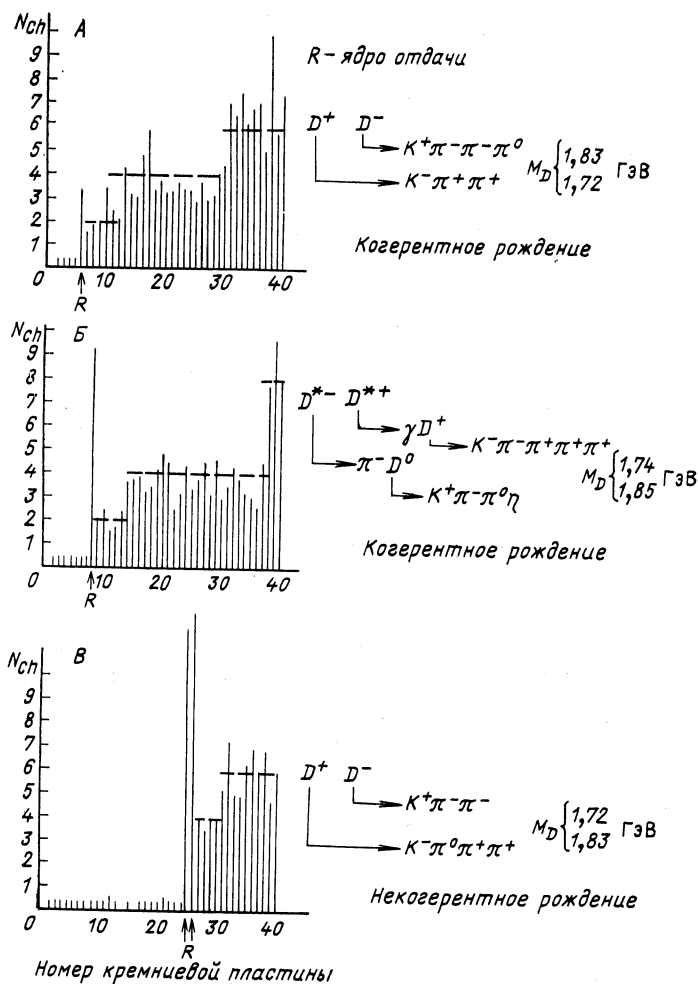 Nch А
9
8
7
6
5
4
3
2
1
0 10 20 30 40
R
R – ядро отдачи
D⁺ D⁻
K⁺π⁻π⁻π⁰
K⁻π⁺π⁺
M_D { 1,83 1,72 ГэВ
Когерентное рождение
Nch Б
9
8
7
6
5
4
3
2
1
0 10 20 30 40
R
D*⁻ D*⁺
γD⁺
K⁻π⁻π⁺π⁺π⁺
π⁻D⁰
K⁺π⁻π⁰η
M_D { 1,74 1,85 ГэВ
Когерентное рождение
Nch В
9
8
7
6
5
4
3
2
1
0 10 20 30 40
R
D⁺ D⁻
K⁺π⁻π⁻
K⁻π⁰π⁺π⁺
M_D { 1,72 1,83 ГэВ
Некогерентное рождение
Номер кремниевой пластины